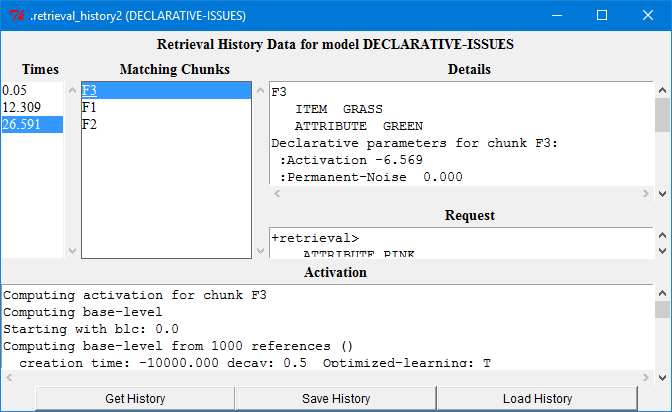 .retrieval_history2 (DECLARATIVE-ISSUES)
Retrieval History Data for model DECLARATIVE-ISSUES
Times
Matching Chunks
Details
0.05
12.309
26.591
F3
F1
F2
F3
ITEM GRASS
ATTRIBUTE GREEN
Declarative parameters for chunk F3:
:Activation -6.569
:Permanent-Noise 0.000
Request
+retrieval>
ATTRIBUTE PINK
Activation
Computing activation for chunk F3
Computing base-level
Starting with blc: 0.0
Computing base-level from 1000 references ()
creation time: -10000.000 decay: 0.5 Optimized-learning: T
Get History
Save History
Load History